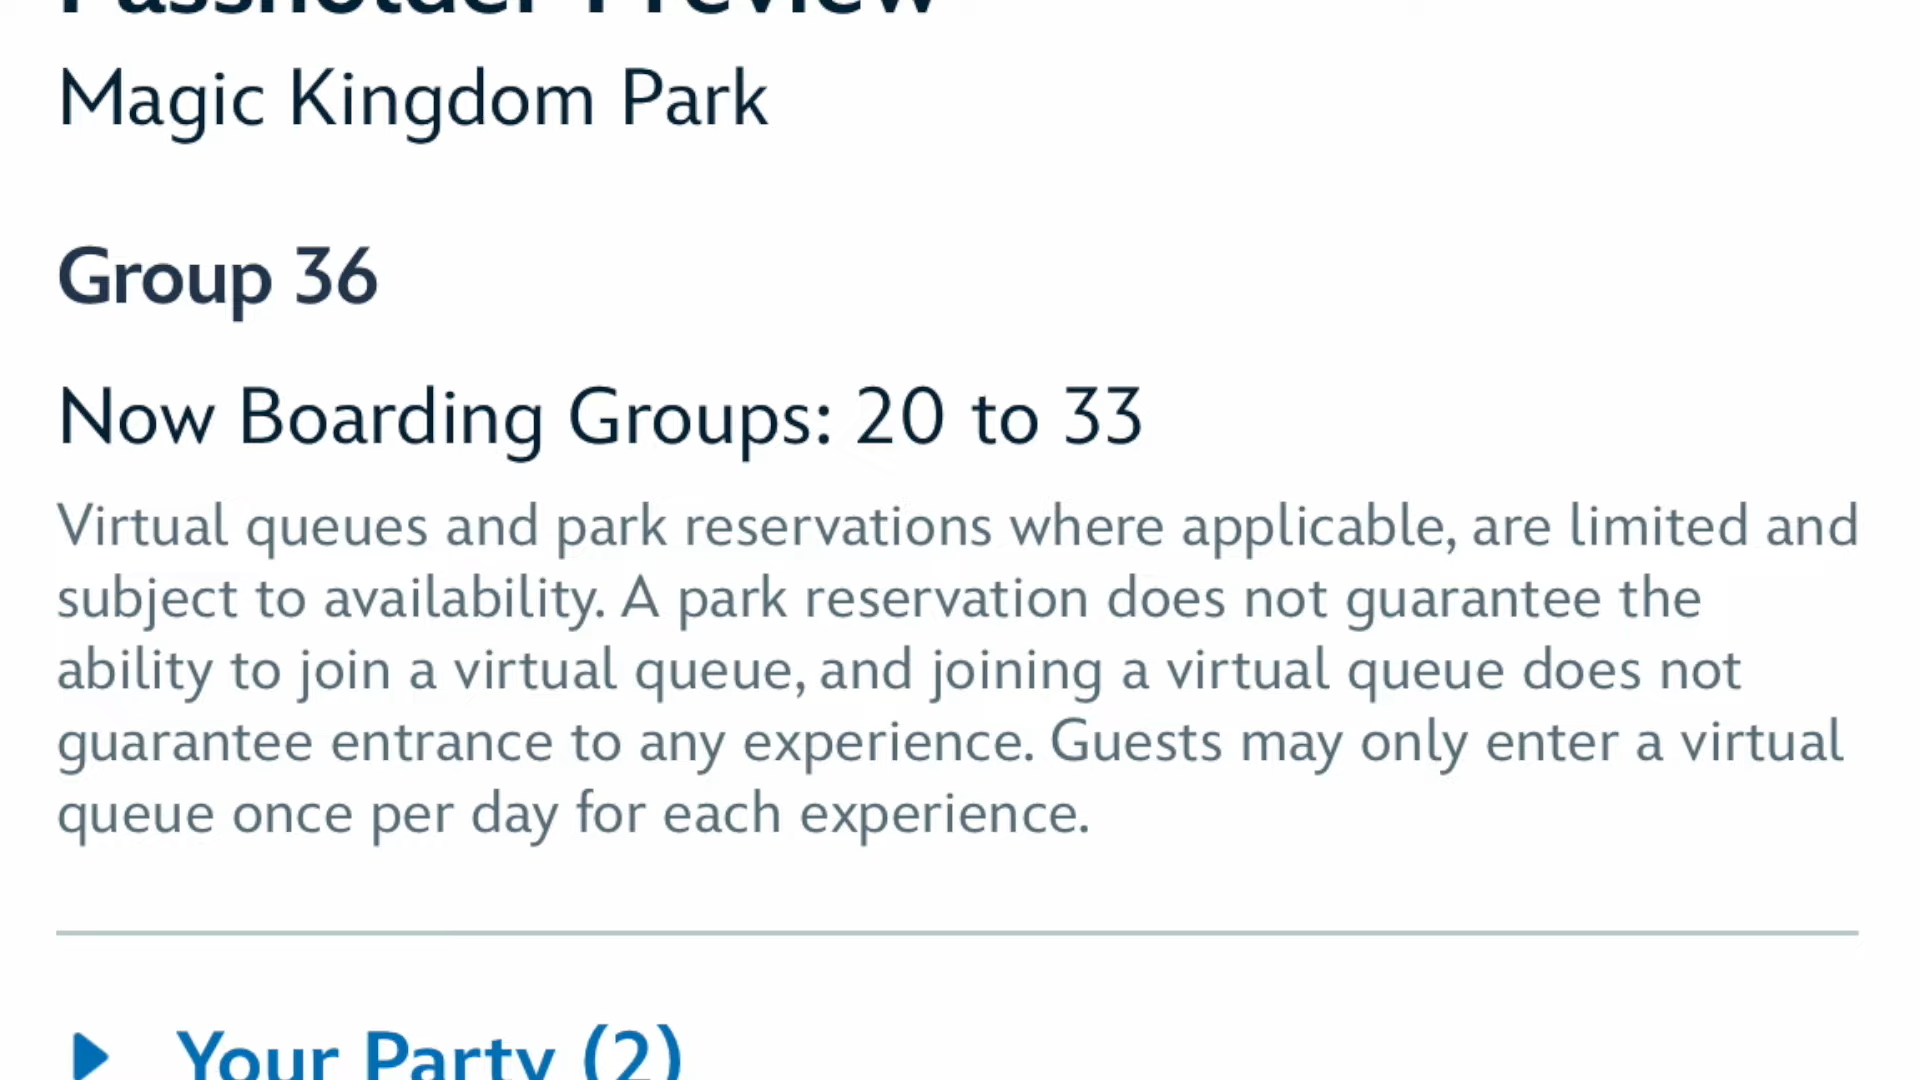 Passholder Preview
Magic Kingdom Park
Group 36
Now Boarding Groups: 20 to 33
Virtual queues and park reservations where applicable, are limited and
subject to availability. A park reservation does not guarantee the
ability to join a virtual queue, and joining a virtual queue does not
guarantee entrance to any experience. Guests may only enter a virtual
queue once per day for each experience.
Your Party (2)